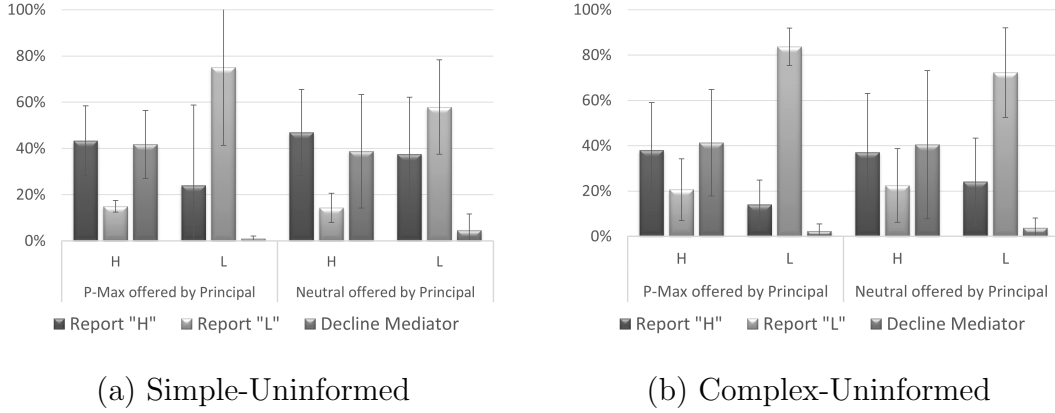 100%
80%
60%
40%
20%
0%
H L H L
P-Max offered by Principal Neutral offered by Principal
Report "H" Report "L" Decline Mediator
(a) Simple-Uninformed
100%
80%
60%
40%
20%
0%
H L H L
P-Max offered by Principal Neutral offered by Principal
Report "H" Report "L" Decline Mediator
(b) Complex-Uninformed